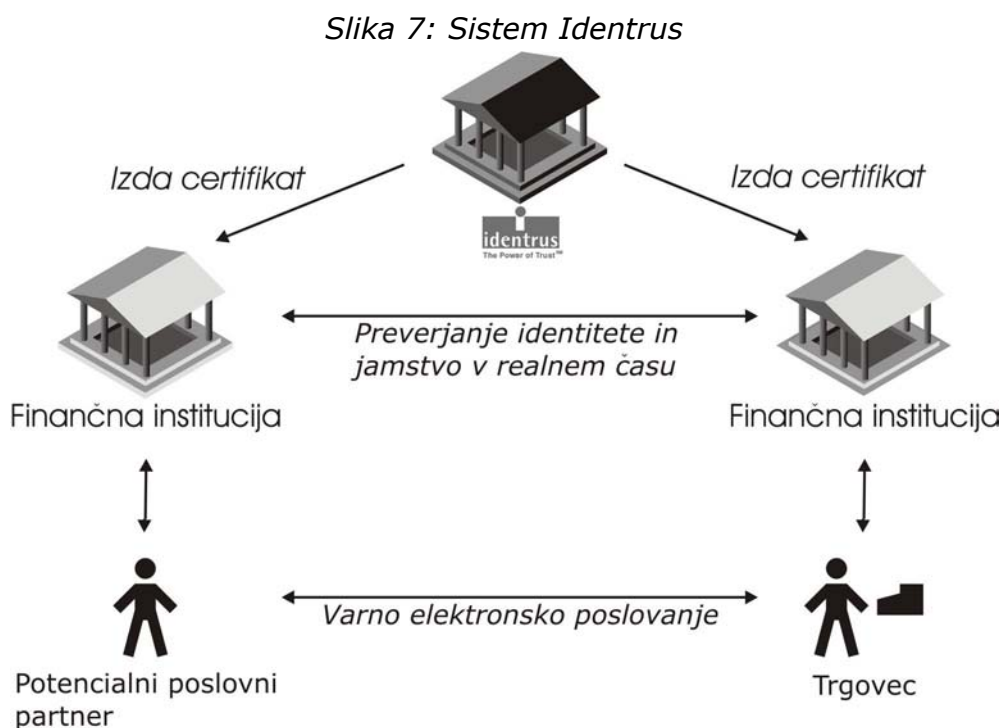 Slika 7: Sistem Identrus
Izda certifikat
Izda certifikat
identrus
The Power of Trust™
Preverjanje identitete in
jamstvo v realnem času
Finančna institucija
Finančna institucija
Varno elektronsko poslovanje
Potencialni poslovni
partner
Trgovec